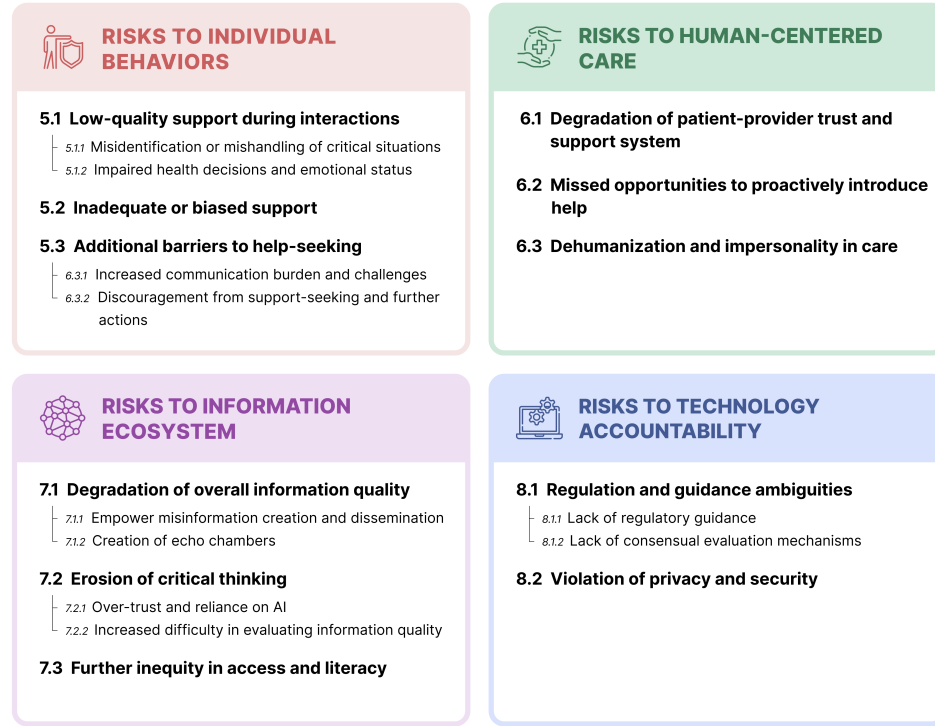 RISKS TO INDIVIDUAL
BEHAVIORS
5.1 Low-quality support during interactions
5.1.1 Misidentification or mishandling of critical situations
5.1.2 Impaired health decisions and emotional status
5.2 Inadequate or biased support
5.3 Additional barriers to help-seeking
6.3.1 Increased communication burden and challenges
6.3.2 Discouragement from support-seeking and further
actions
RISKS TO HUMAN-CENTERED
CARE
6.1 Degradation of patient-provider trust and
support system
6.2 Missed opportunities to proactively introduce
help
6.3 Dehumanization and impersonality in care
RISKS TO INFORMATION
ECOSYSTEM
7.1 Degradation of overall information quality
7.1.1 Empower misinformation creation and dissemination
7.1.2 Creation of echo chambers
7.2 Erosion of critical thinking
7.2.1 Over-trust and reliance on AI
7.2.2 Increased difficulty in evaluating information quality
7.3 Further inequity in access and literacy
RISKS TO TECHNOLOGY
ACCOUNTABILITY
8.1 Regulation and guidance ambiguities
8.1.1 Lack of regulatory guidance
8.1.2 Lack of consensual evaluation mechanisms
8.2 Violation of privacy and security